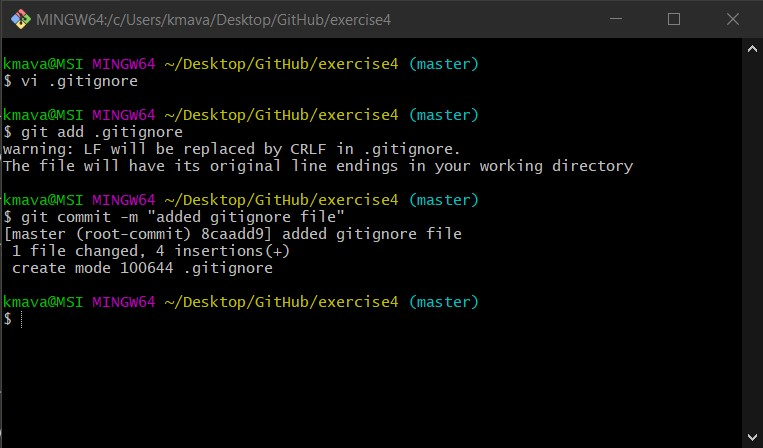 MINGW64:/c/Users/kmava/Desktop/GitHub/exercise4
kmava@MSI MINGW64 ~/Desktop/GitHub/exercise4 (master)
$ vi .gitignore
kmava@MSI MINGW64 ~/Desktop/GitHub/exercise4 (master)
$ git add .gitignore
warning: LF will be replaced by CRLF in .gitignore.
The file will have its original line endings in your working directory
kmava@MSI MINGW64 ~/Desktop/GitHub/exercise4 (master)
$ git commit -m "added gitignore file"
[master (root-commit) 8caadd9] added gitignore file
 1 file changed, 4 insertions(+)
 create mode 100644 .gitignore
kmava@MSI MINGW64 ~/Desktop/GitHub/exercise4 (master)
$